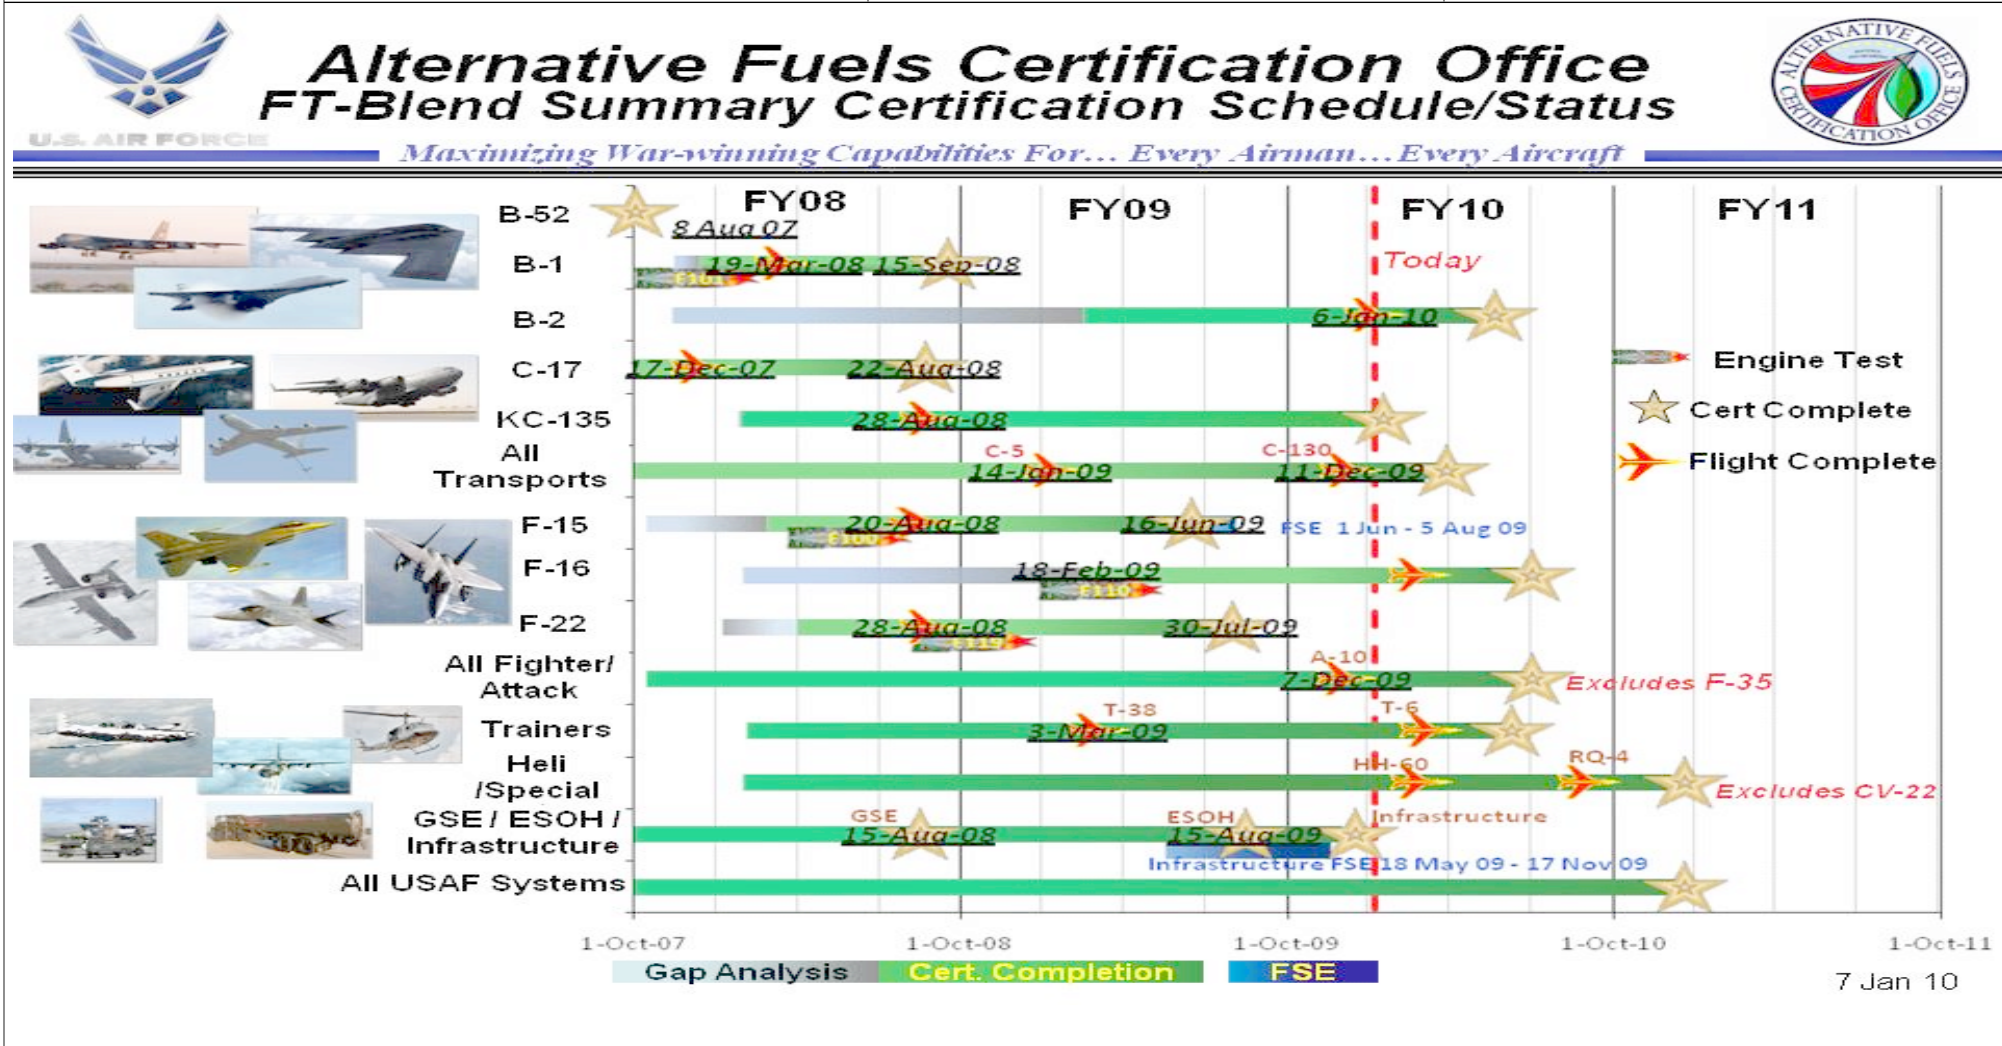 Alternative Fuels Certification Office
FT-Blend Summary Certification Schedule/Status
U.S. AIR FORCE
ALTERNATIVE FUELS CERTIFICATION OFFICE
Maximizing War-winning Capabilities For... Every Airman...Every Aircraft
FY08 FY09 FY10 FY11
B-52
8 Aug 07
B-1 19-Mar-08 15-Sep-08
F101
Today
B-2 6-Jan-10
C-17 17-Dec-07 22-Aug-08
Engine Test
KC-135 28-Aug-08
Cert Complete
All
Transports
C-5 C-130
14-Jan-09 11-Dec-09
Flight Complete
F-15 20-Aug-08 16-Jun-09 FSE 1 Jun - 5 Aug 09
F100
F-16 18-Feb-09
F110
F-22 28-Aug-08 30-Jul-09
F119
All Fighter/
Attack
A-10
7-Dec-09 Excludes F-35
Trainers
T-38 T-6
3-Mar-09
Heli
/Special
HH-60 RQ-4
Excludes CV-22
GSE / ESOH /
Infrastructure
GSE ESOH Infrastructure
15-Aug-08 15-Aug-09
Infrastructure FSE 18 May 09 - 17 Nov 09
All USAF Systems
1-Oct-07 1-Oct-08 1-Oct-09 1-Oct-10 1-Oct-11
Gap Analysis Cert. Completion FSE
7 Jan 10